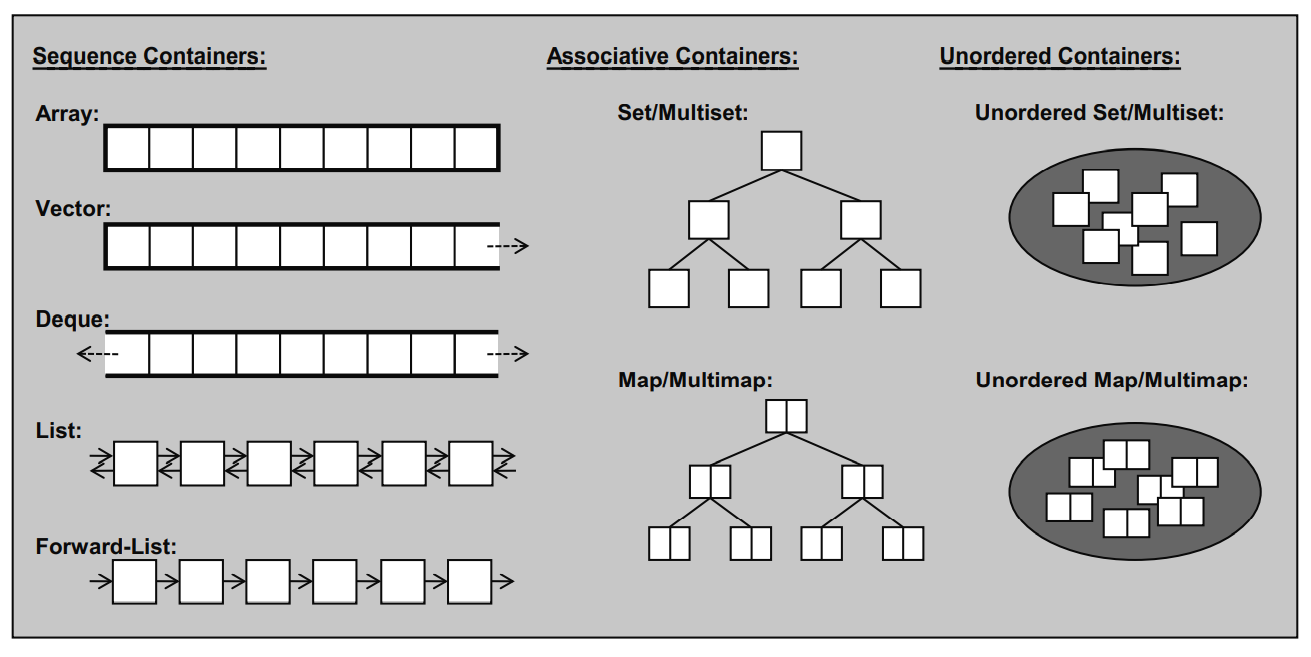 Sequence Containers:
Array:
Vector:
Deque:
List:
Forward-List:
Associative Containers:
Set/Multiset:
Map/Multimap:
Unordered Containers:
Unordered Set/Multiset:
Unordered Map/Multimap: